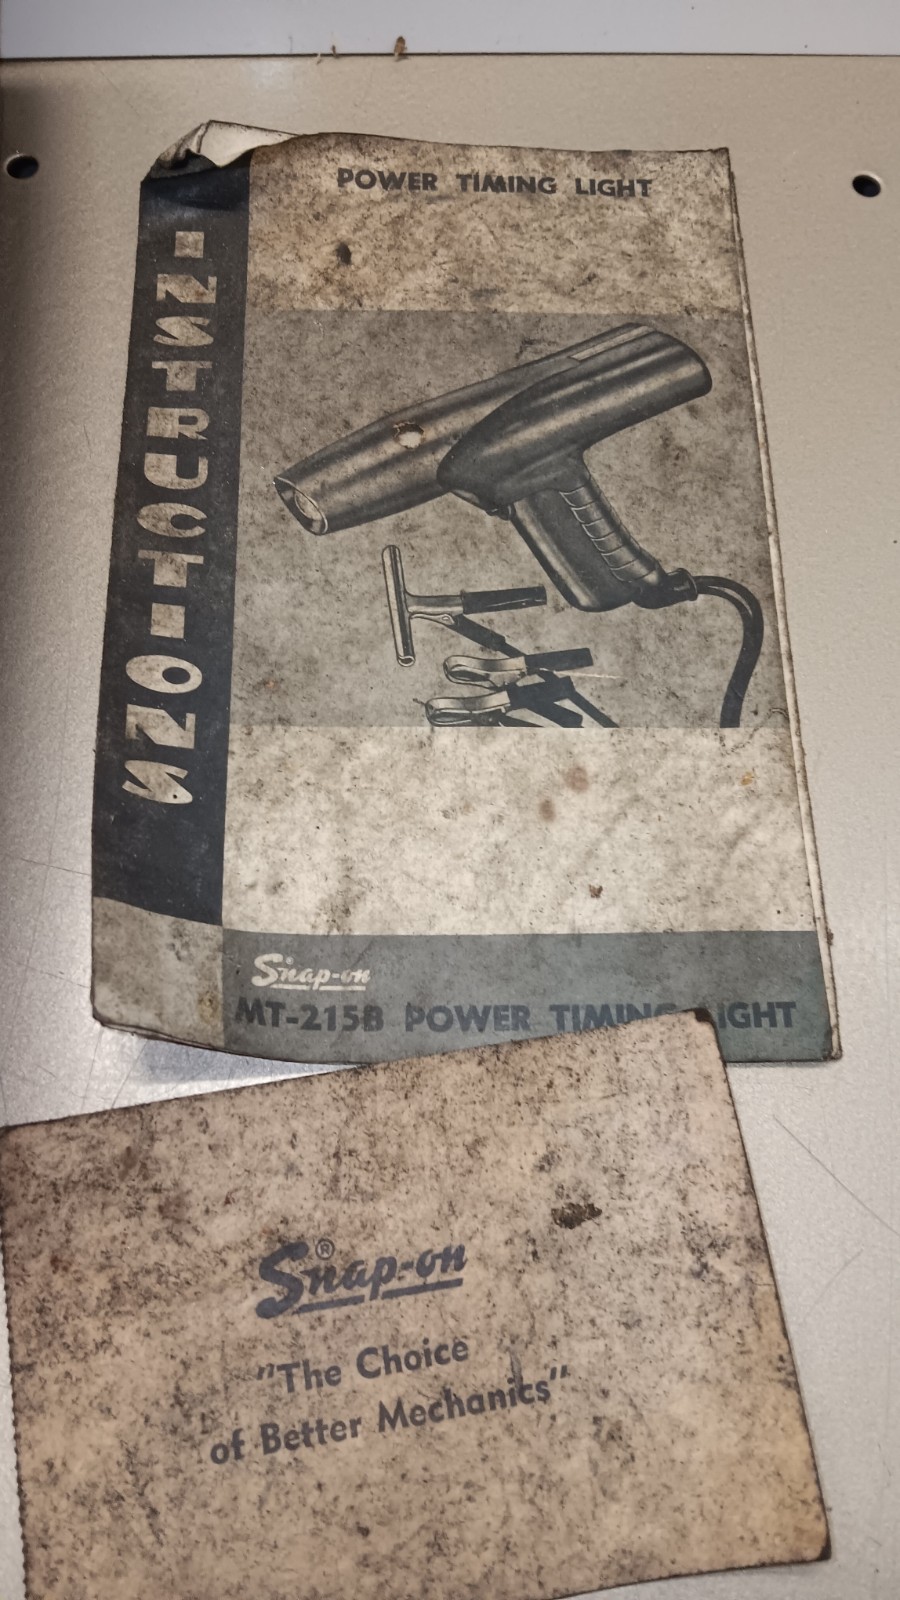 POWER TIMING LIGHT
INSTRUCTIONS
Snap-on
MT-215B POWER TIMING LIGHT
Snap-on®
"The Choice
of Better Mechanics"